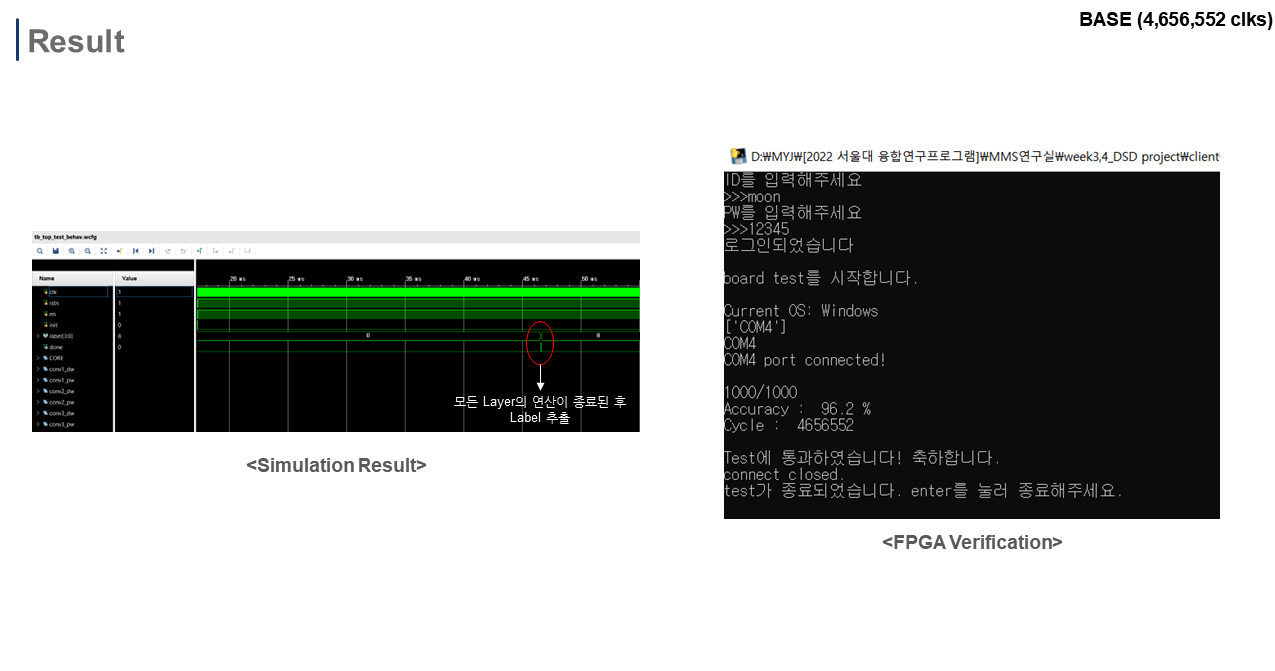 BASE (4,656,552 clks)
Result
tb_top_test_behav.wcfg
Name
Value
20 ms
25 ms
30 ms
35 ms
40 ms
45 ms
50 ms
clk
1
rstn
1
en
1
init
0
label[3:0]
8
0
8
done
0
CORE
conv1_dw
conv1_pw
conv2_dw
conv2_pw
conv3_dw
conv3_pw
모든 Layer의 연산이 종료된 후
Label 추출
<Simulation Result>
D:₩MYJ₩[2022 서울대 융합연구프로그램]₩MMS연구실₩week3,4_DSD project₩client
ID를 입력해주세요
>>>moon
PW를 입력해주세요
>>>12345
로그인되었습니다
board test를 시작합니다.
Current OS: Windows
['COM4']
COM4
COM4 port connected!
1000/1000
Accuracy :  96.2 %
Cycle :  4656552
Test에 통과하였습니다! 축하합니다.
connect closed.
test가 종료되었습니다. enter를 눌러 종료해주세요.
<FPGA Verification>